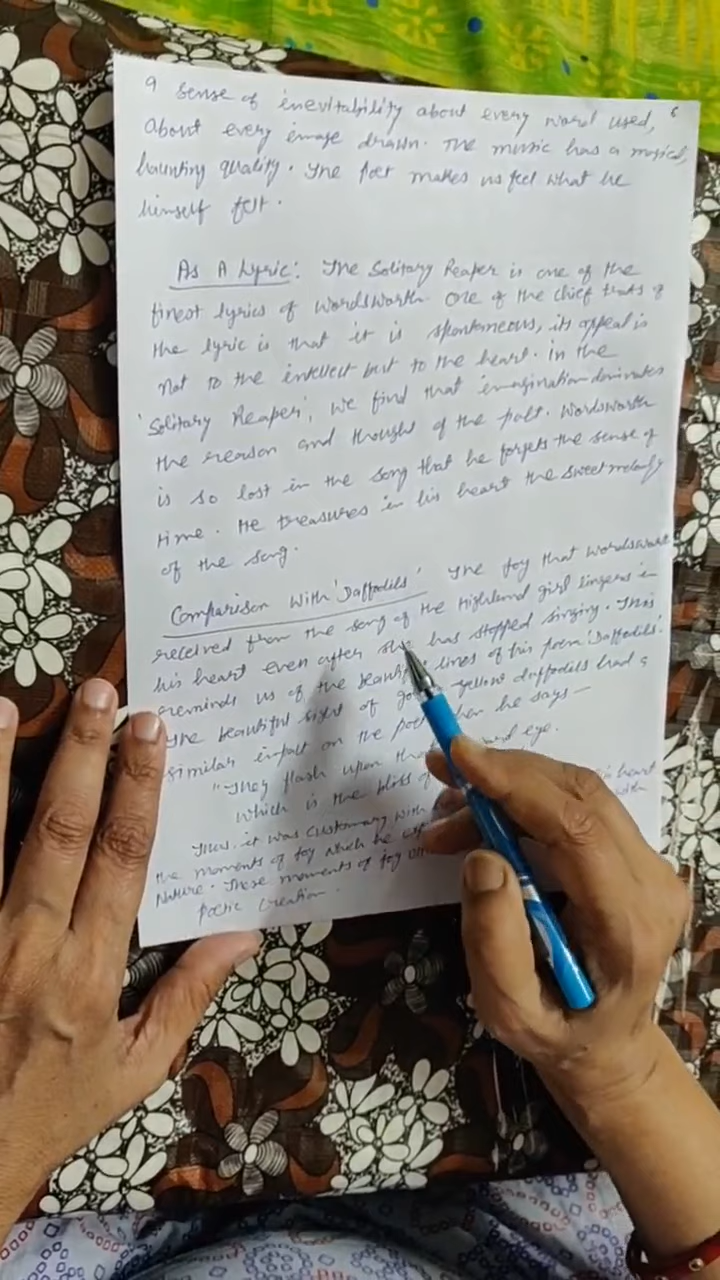 6
a sense of inevitability about every word used,
about every image drawn. The music has a magical,
haunting quality. The Poet makes us feel what he
himself felt.
As A Lyric: The Solitary Reaper is one of the
finest lyrics of Wordsworth. One of the chief traits of
the lyric is that it is spontaneous, its appeal is
not to the intellect but to the heart. In the
'Solitary Reaper', we find that imagination dominates
the reason and thought of the poet. Wordsworth
is so lost in the song that he forgets the sense of
time. He treasures in his heart the sweet melody
of the song.
Comparison With 'Daffodils' The joy that Wordsworth
received from the song of the Highland girl lingers in
his heart even after she has stopped singing. This
reminds us of the lines of his poem 'Daffodils'.
The beautiful sight of yellow daffodils had a
similar impact on the he says—
"They flash upon that eye.
Which is the bliss of
Thus, it was customary with heart
the moments of joy which he with
Nature. These moments of joy
Poetic Creation.